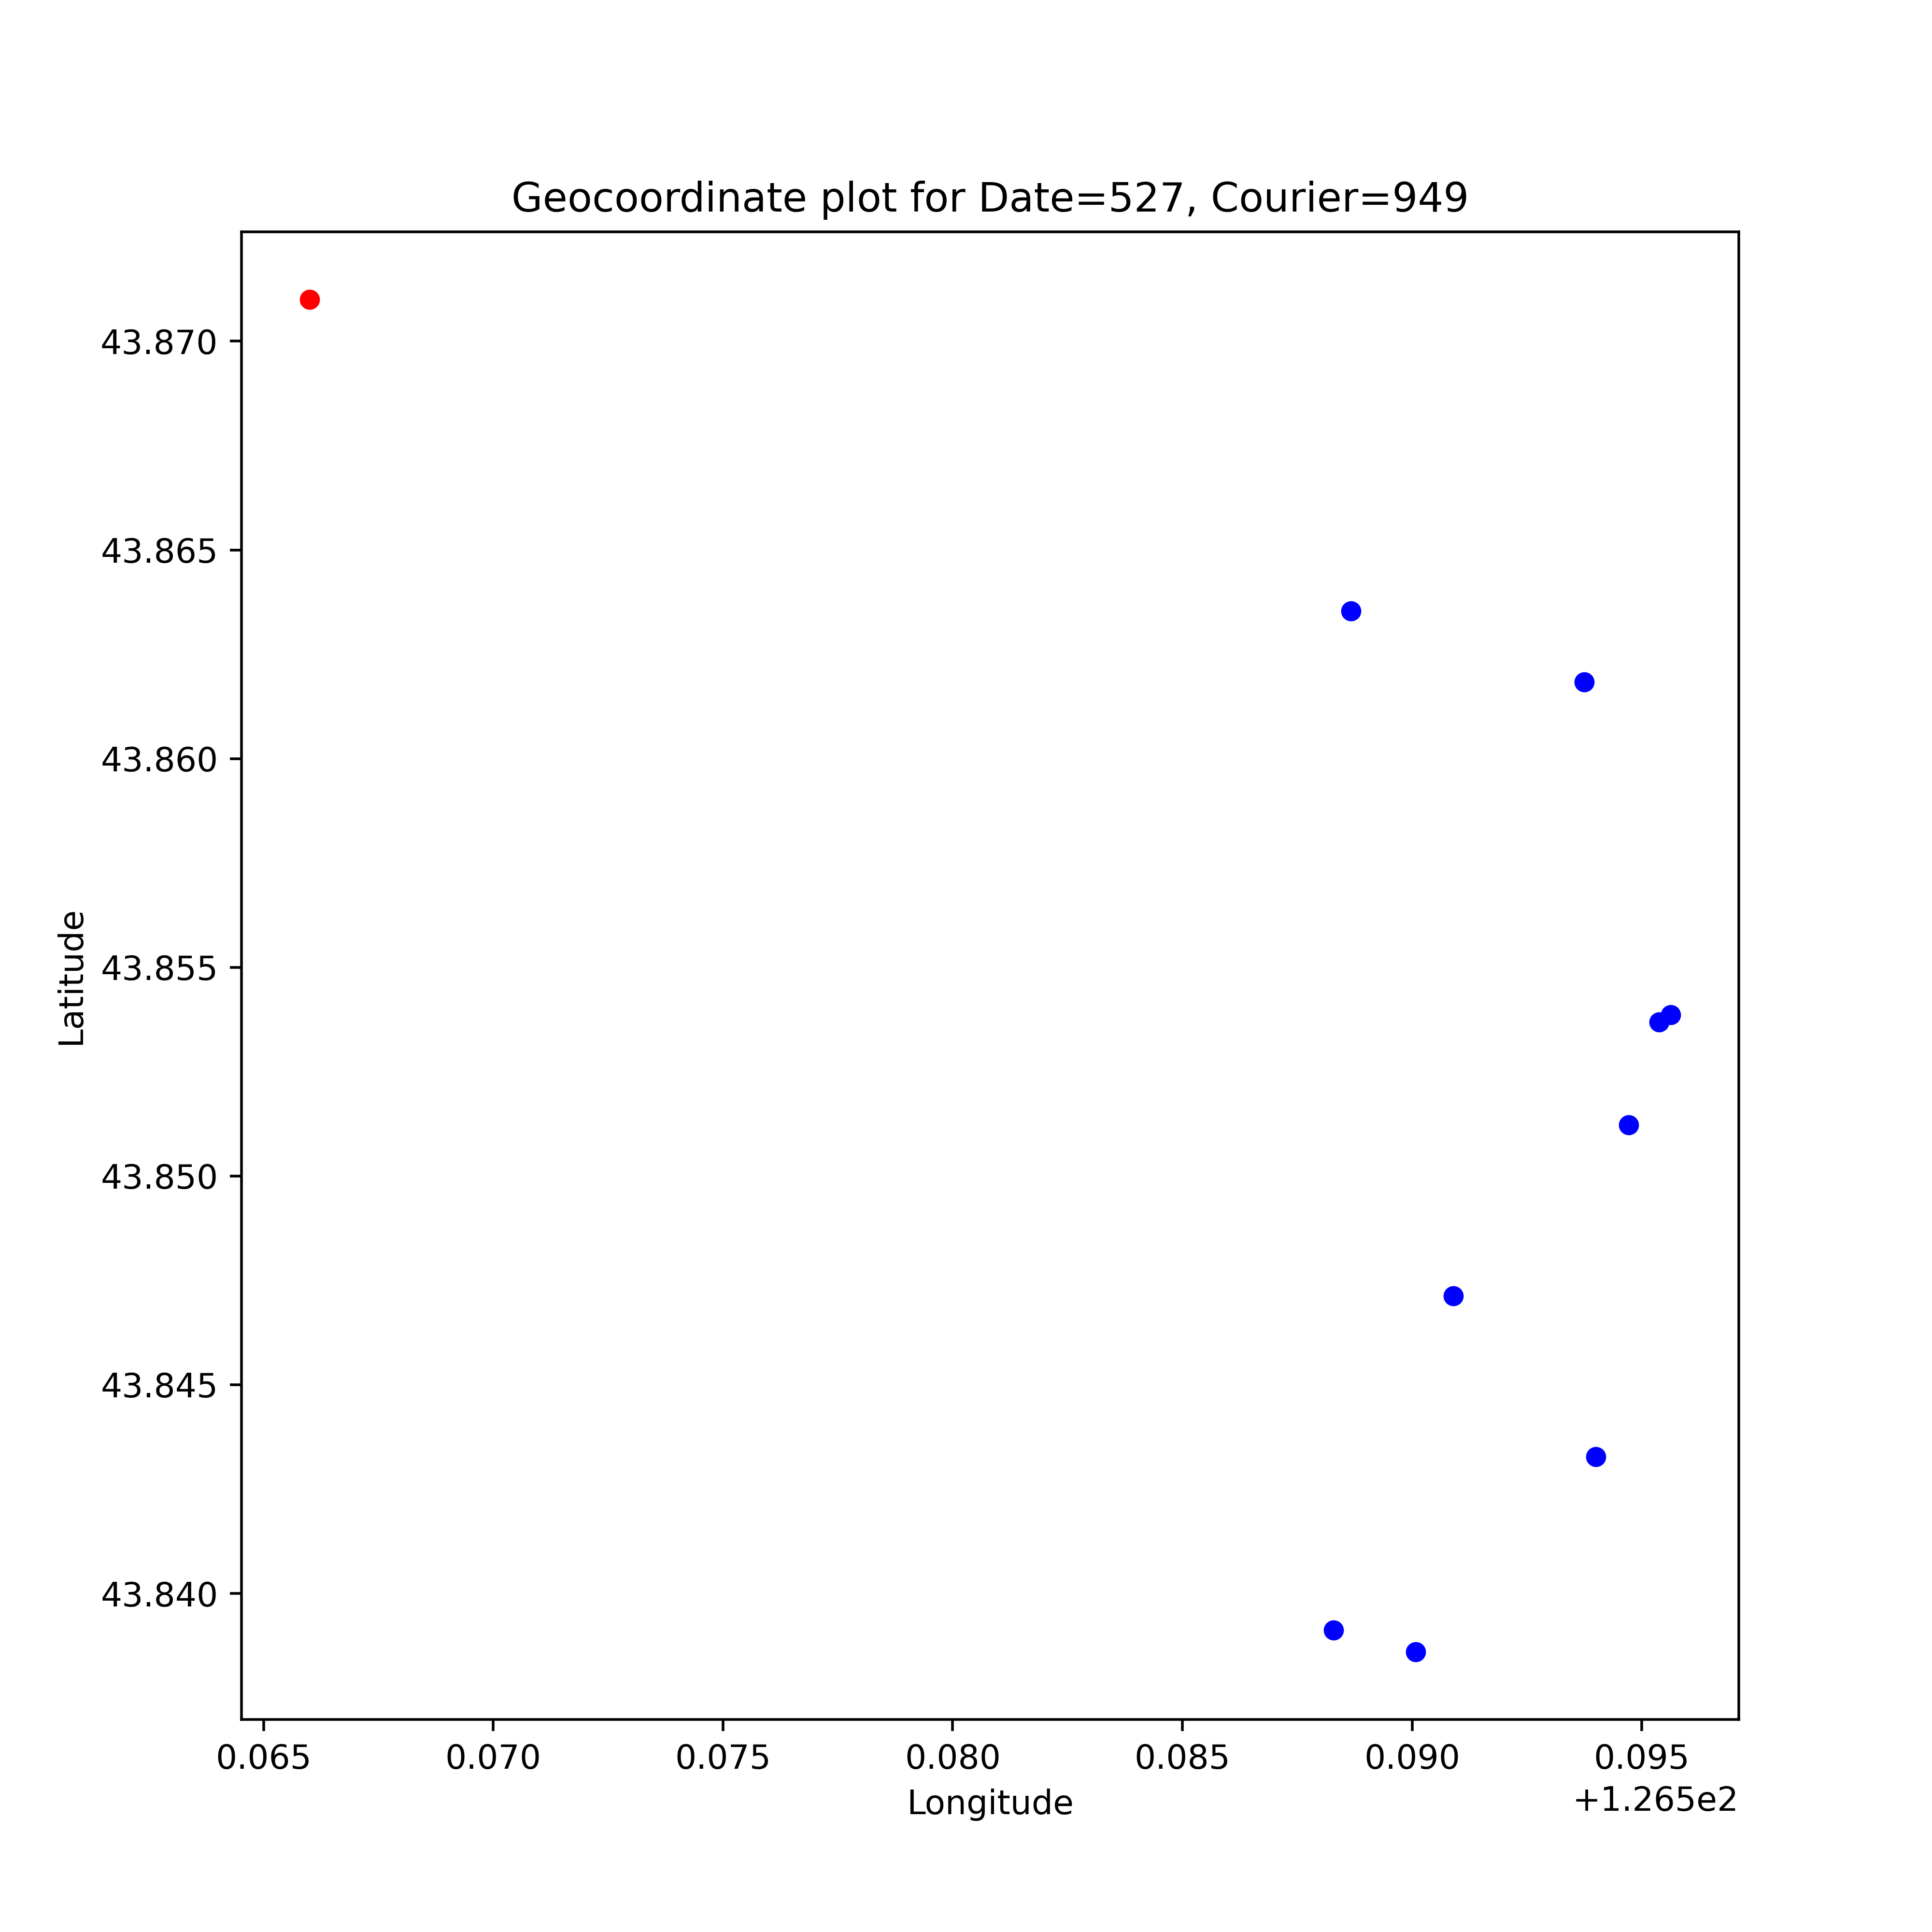 Geocoordinate plot for Date=527, Courier=949
43.870
43.865
43.860
43.855
43.850
43.845
43.840
Latitude
0.065 0.070 0.075 0.080 0.085 0.090 0.095
+1.265e2
Longitude